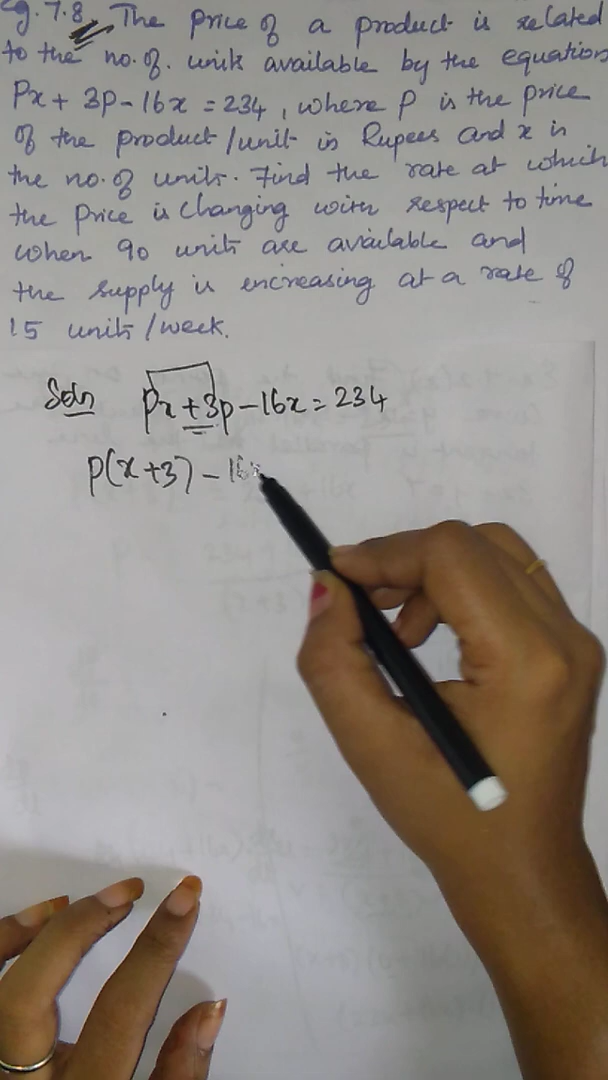 g. 7.8 The price of a product is related
to the no. of. units available by the equation
Px + 3p - 16x = 234, where P is the price
of the product/unit in Rupees and x is
the no. of units. Find the rate at which
the price is changing with respect to time
when 90 units are available and
the supply is increasing at a rate of
15 units/week.
Soln px + 3p - 16x = 234
p(x+3) - 16x